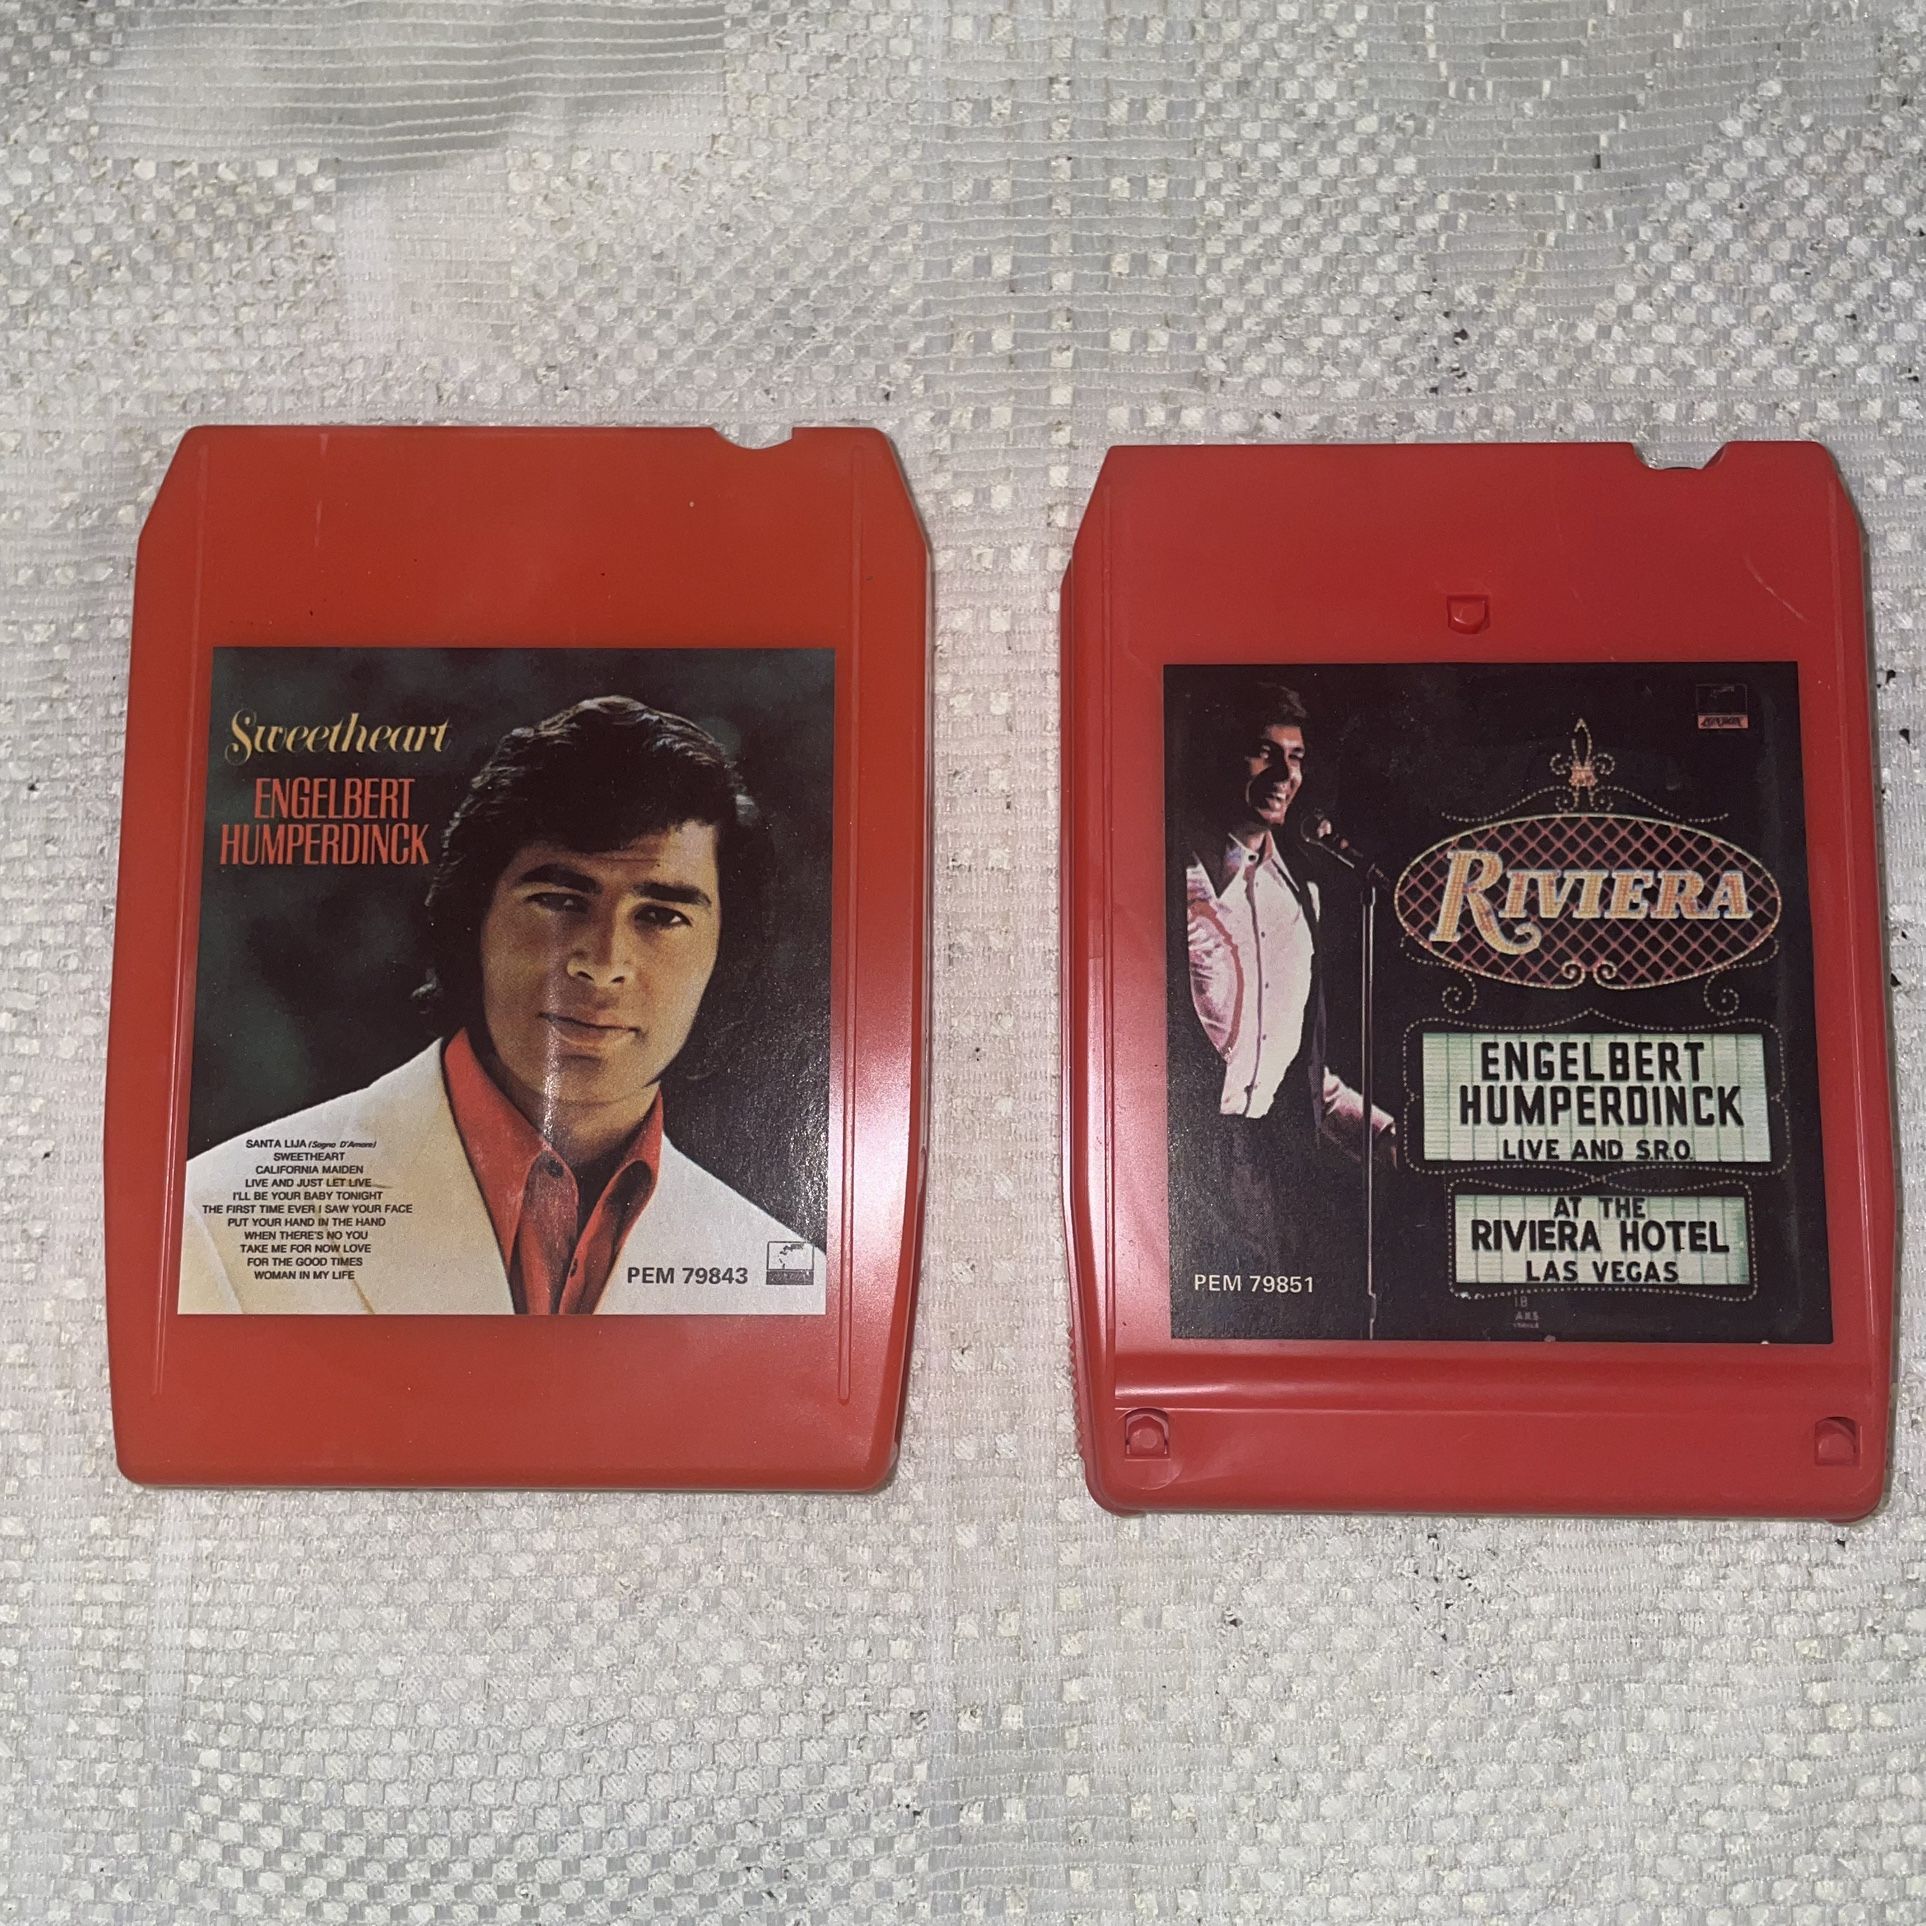 Sweetheart
ENGELBERT
HUMPERDINCK
SANTA LIJA (Sogno D'Amore)
SWEETHEART
CALIFORNIA MAIDEN
LIVE AND JUST LET LIVE
I'LL BE YOUR BABY TONIGHT
THE FIRST TIME EVER I SAW YOUR FACE
PUT YOUR HAND IN THE HAND
WHEN THERE'S NO YOU
TAKE ME FOR NOW LOVE
FOR THE GOOD TIMES
WOMAN IN MY LIFE
PEM 79843
RIVIERA
ENGELBERT
HUMPERDINCK
LIVE AND S.R.O.
AT THE
RIVIERA HOTEL
LAS VEGAS
PEM 79851